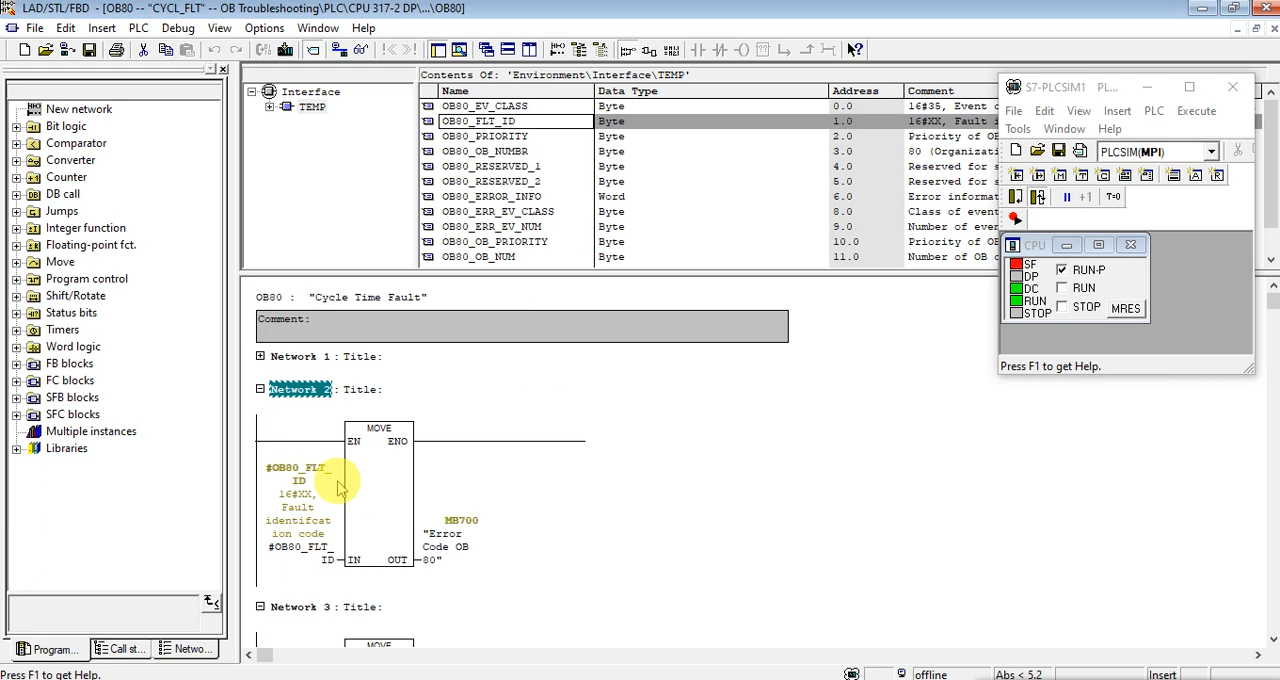 LAD/STL/FBD - [OB80 -- "CYCL_FLT" -- OB Troubleshooting\PLC\CPU 317-2 DP\...\OB80]
File Edit Insert PLC Debug View Options Window Help
New network
Bit logic
Comparator
Converter
Counter
DB call
Jumps
Integer function
Floating-point fct.
Move
Program control
Shift/Rotate
Status bits
Timers
Word logic
FB blocks
FC blocks
SFB blocks
SFC blocks
Multiple instances
Libraries
Program... Call st... Netwo...
Interface
TEMP
Contents Of: 'Environment\Interface\TEMP'
Name Data Type Address Comment
OB80_EV_CLASS Byte 0.0 16#35, Event c
OB80_FLT_ID Byte 1.0 16#XX, Fault i
OB80_PRIORITY Byte 2.0 Priority of OB
OB80_OB_NUMBR Byte 3.0 80 (Organizati
OB80_RESERVED_1 Byte 4.0 Reserved for s
OB80_RESERVED_2 Byte 5.0 Reserved for s
OB80_ERROR_INFO Word 6.0 Error informat
OB80_ERR_EV_CLASS Byte 8.0 Class of event
OB80_ERR_EV_NUM Byte 9.0 Number of even
OB80_OB_PRIORITY Byte 10.0 Priority of OB
OB80_OB_NUM Byte 11.0 Number of OB c
OB80 : "Cycle Time Fault"
Comment:
Network 1 : Title:
Network 2 : Title:
MOVE
EN ENO
#OB80_FLT_
ID
16#XX,
Fault
identifcat
ion code
#OB80_FLT_
ID IN
MB700
"Error
Code OB
OUT 80"
Network 3 : Title:
MOVE
S7-PLCSIM1 PL...
File Edit View Insert PLC Execute
Tools Window Help
PLCSIM(MPI)
+1 T=0
CPU
SF
DP
DC
RUN
STOP
RUN-P
RUN
STOP
MRES
Press F1 to get Help.
Press F1 to get Help. offline Abs < 5.2 Insert